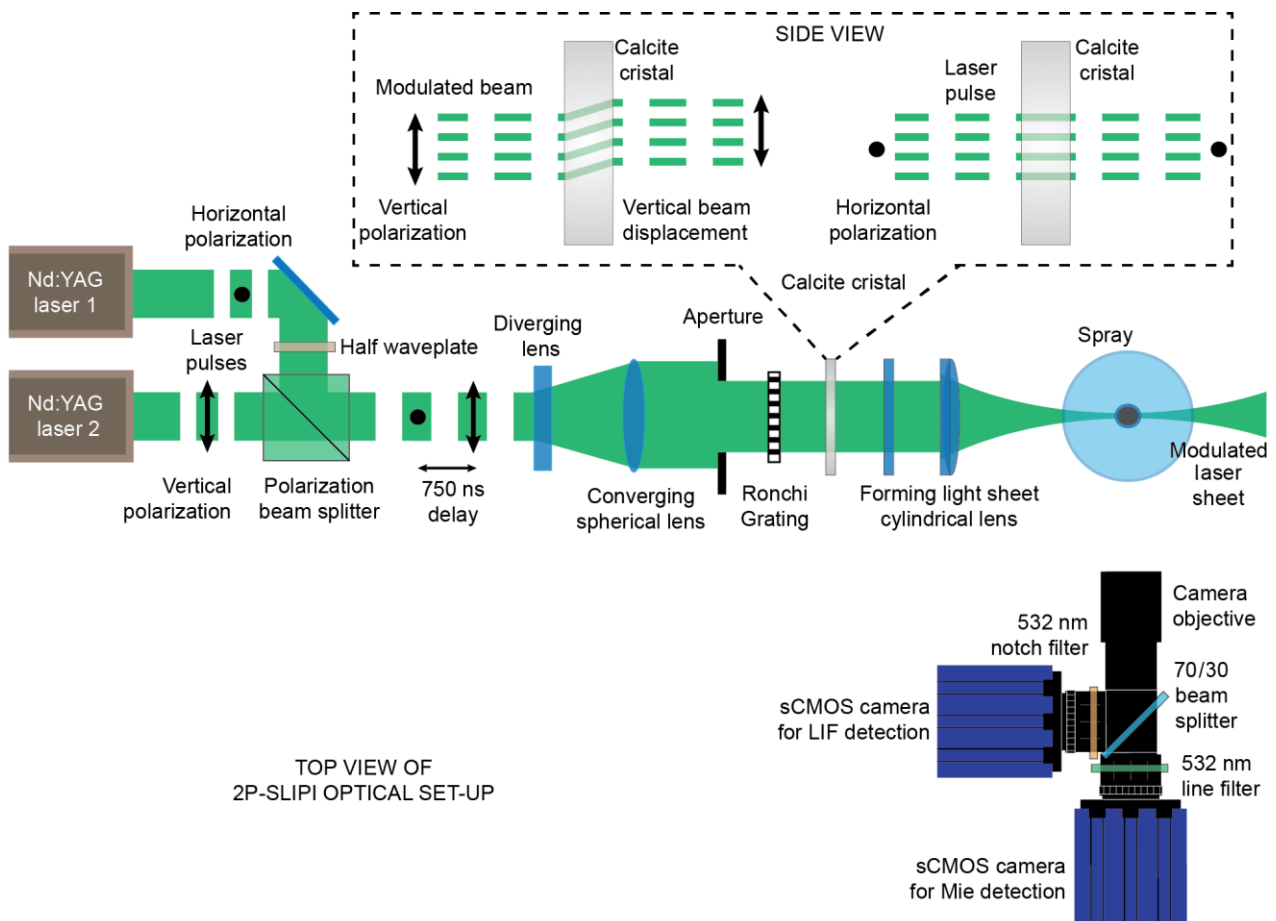 SIDE VIEW
Calcite
cristal
Modulated beam
Vertical
polarization
Vertical beam
displacement
Laser
pulse
Calcite
cristal
Horizontal
polarization
Horizontal
polarization
Nd:YAG
laser 1
Laser
pulses
Half waveplate
Nd:YAG
laser 2
Vertical
polarization
Polarization
beam splitter
750 ns
delay
Diverging
lens
Converging
spherical lens
Aperture
Ronchi
Grating
Calcite cristal
Forming light sheet
cylindrical lens
Spray
Modulated
laser
sheet
Camera
objective
532 nm
notch filter
70/30
beam
splitter
sCMOS camera
for LIF detection
532 nm
line filter
sCMOS camera
for Mie detection
TOP VIEW OF
2P-SLIPI OPTICAL SET-UP